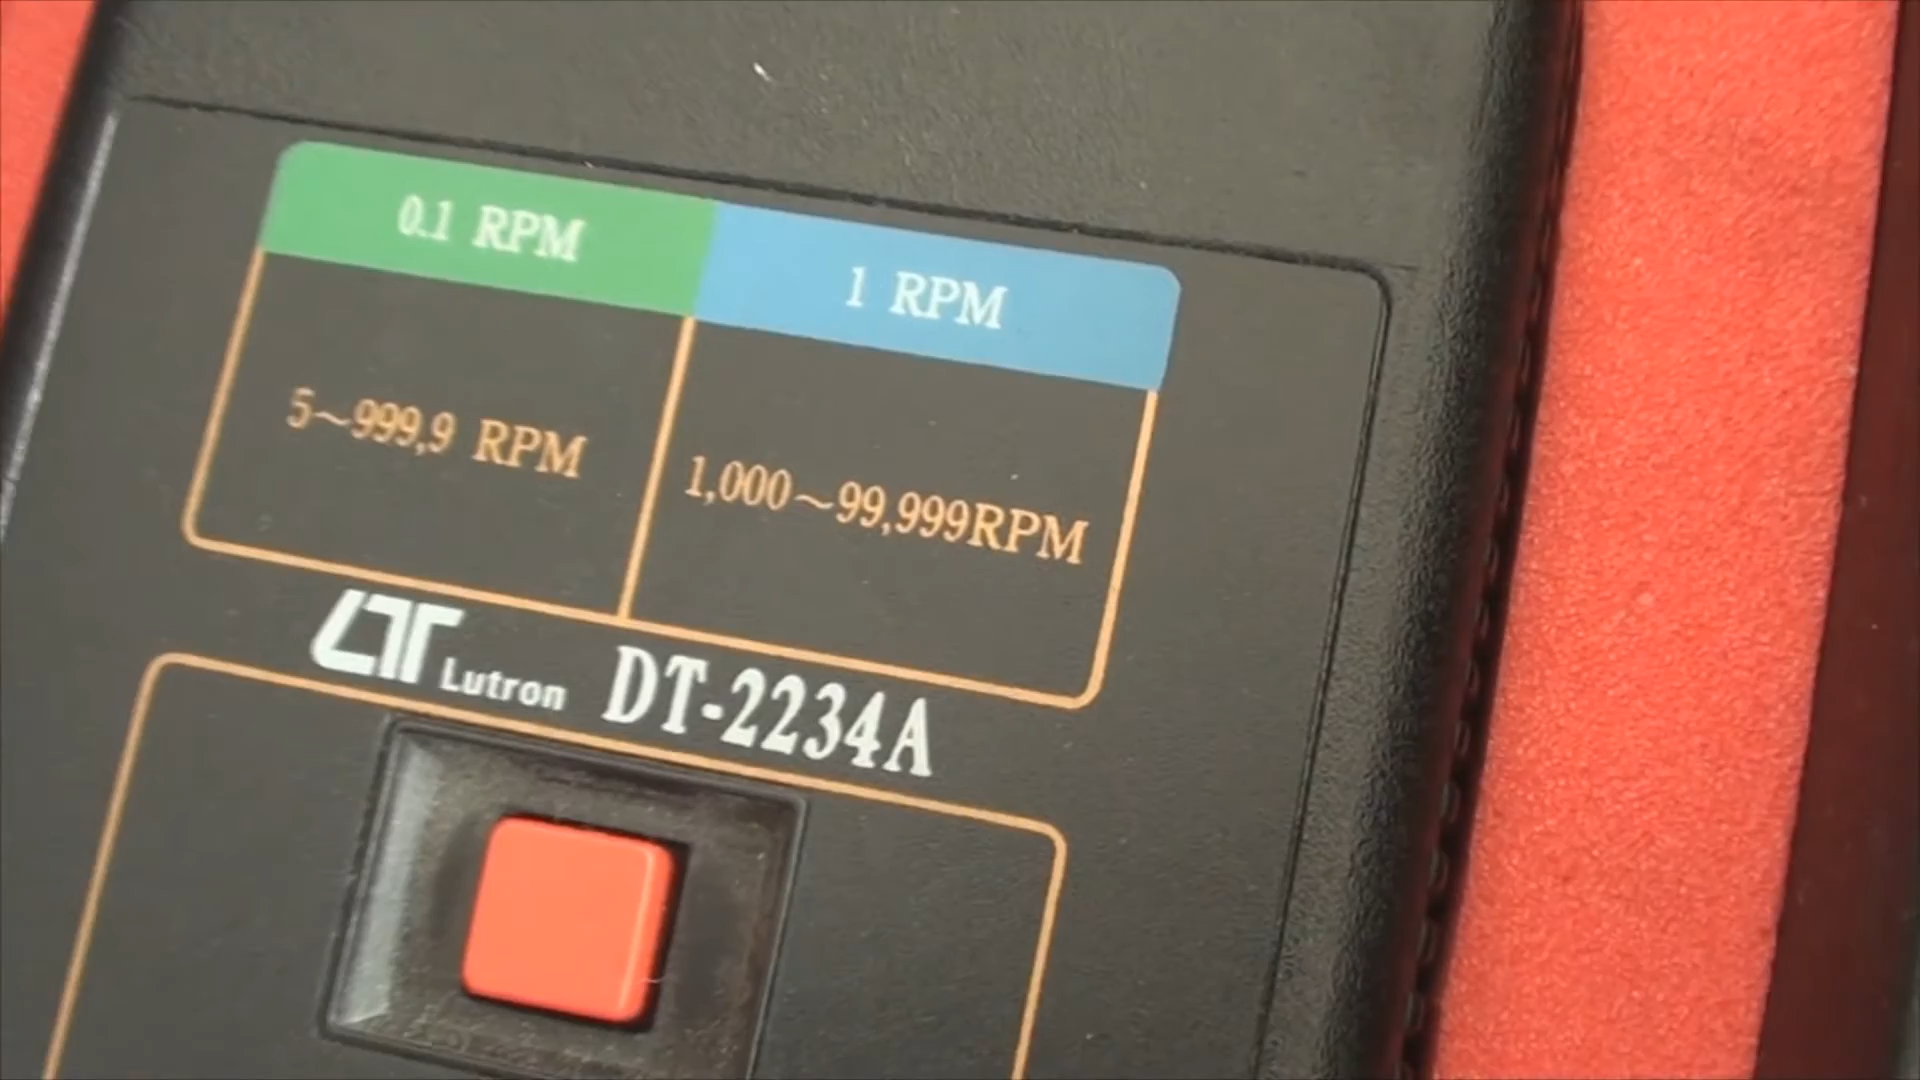 0.1 RPM
1 RPM
5~999,9 RPM
1,000~99,999RPM
LT Lutron DT-2234A